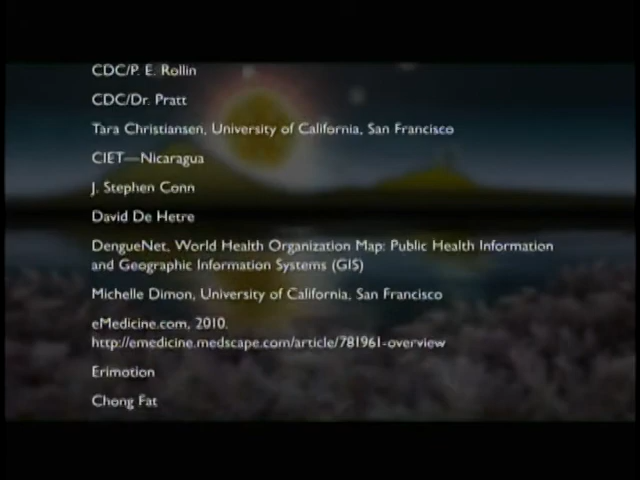 CDC/P. E. Rollin
CDC/Dr. Pratt
Tara Christiansen, University of California, San Francisco
CIET—Nicaragua
J. Stephen Conn
David De Hetre
DengueNet, World Health Organization Map: Public Health Information
and Geographic Information Systems (GIS)
Michelle Dimon, University of California, San Francisco
eMedicine.com, 2010.
http://emedicine.medscape.com/article/781961-overview
Erimotion
Chong Fat